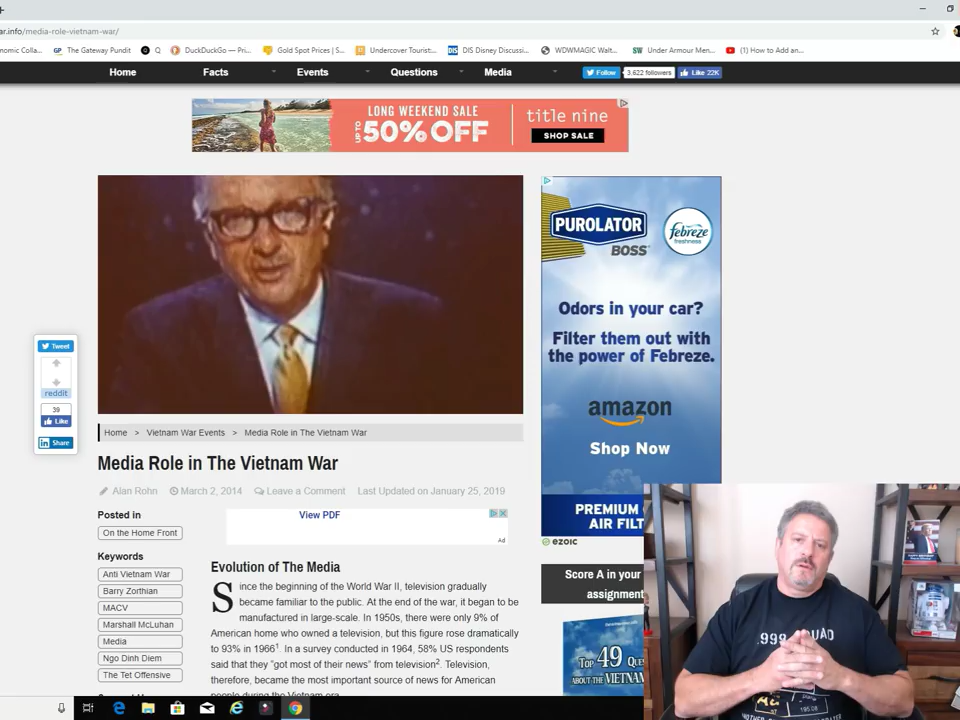 ar.info/media-role-vietnam-war/
nomic Colla...
The Gateway Pundit
Q
DuckDuckGo — Pri...
Gold Spot Prices | S...
Undercover Tourist:...
DIS Disney Discussi...
WDWMAGIC Walt...
Under Armour Men...
(1) How to Add an...
Home
Facts
Events
Questions
Media
Follow
3,622 followers
Like 22K
LONG WEEKEND SALE
UP TO 50% OFF
title nine
SHOP SALE
PUROLATOR
BOSS
febreze
freshness
Odors in your car?
Filter them out with
the power of Febreze.
amazon
Shop Now
PREMIUM
AIR FILT
ezoic
Score A in your
assignment
TOP 49 QUE
ABOUT THE VIETNAM
Tweet
reddit
39
Like
Share
Home > Vietnam War Events > Media Role in The Vietnam War
Media Role in The Vietnam War
Alan Rohn March 2, 2014 Leave a Comment Last Updated on January 25, 2019
Posted in
On the Home Front
Keywords
Anti Vietnam War
Barry Zorthian
MACV
Marshall McLuhan
Media
Ngo Dinh Diem
The Tet Offensive
View PDF
Ad
Evolution of The Media
Since the beginning of the World War II, television gradually
became familiar to the public. At the end of the war, it began to be
manufactured in large-scale. In 1950s, there were only 9% of
American home who owned a television, but this figure rose dramatically
to 93% in 1966¹. In a survey conducted in 1964, 58% US respondents
said that they "got most of their news" from television². Television,
therefore, became the most important source of news for American
people during the Vietnam era.